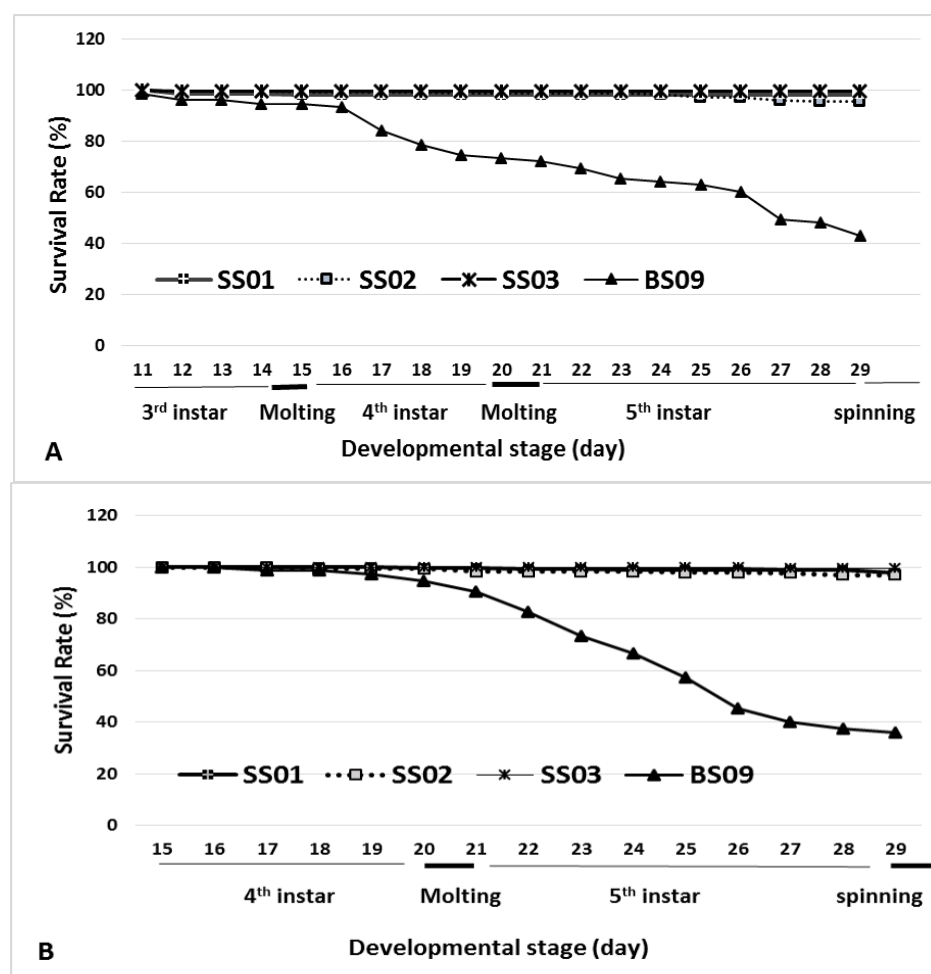 120
100
80
60
40
20
0
Survival Rate (%)
SS01 SS02 SS03 BS09
11 12 13 14 15 16 17 18 19 20 21 22 23 24 25 26 27 28 29
3rd instar Molting 4th instar Molting 5th instar spinning
A Developmental stage (day)
120
100
80
60
40
20
0
Survival Rate (%)
SS01 SS02 SS03 BS09
15 16 17 18 19 20 21 22 23 24 25 26 27 28 29
4th instar Molting 5th instar spinning
B Developmental stage (day)